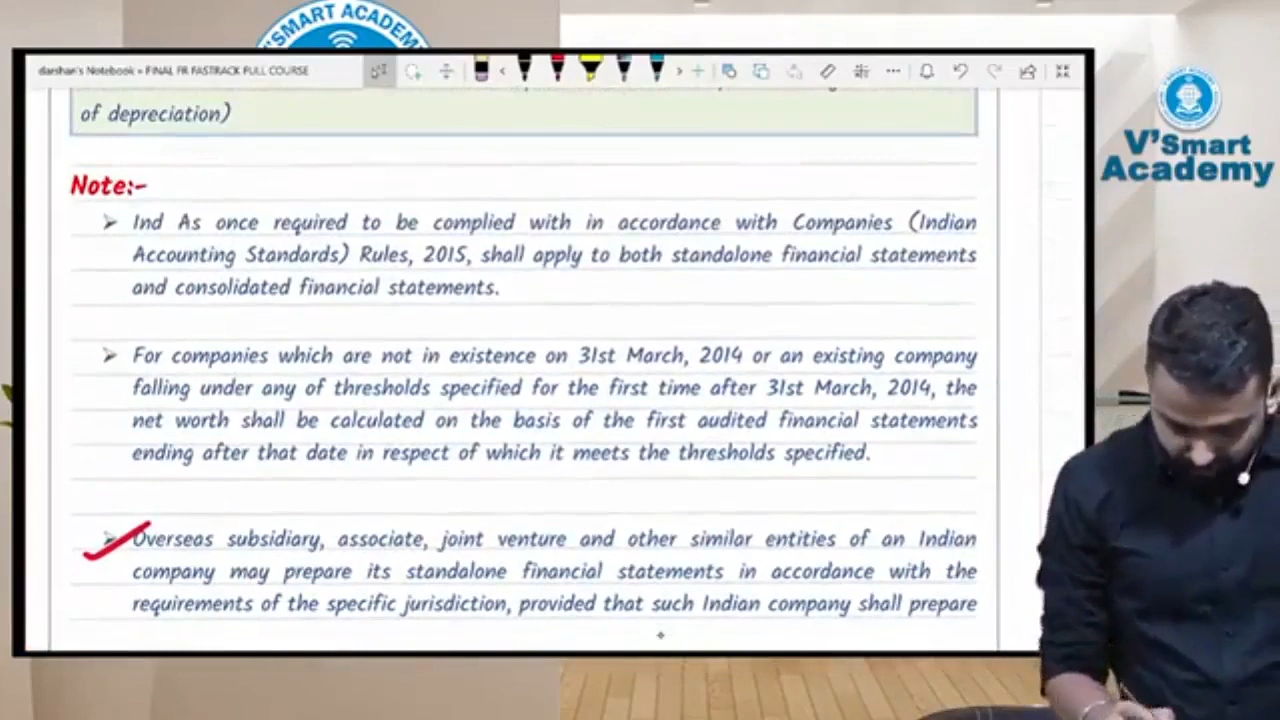 V'SMART ACADEMY
darshan's Notebook » FINAL FR FASTRACK FULL COURSE
of depreciation)
V'Smart
Academy
Note:-
➤ Ind As once required to be complied with in accordance with Companies (Indian
Accounting Standards) Rules, 2015, shall apply to both standalone financial statements
and consolidated financial statements.
➤ For companies which are not in existence on 31st March, 2014 or an existing company
falling under any of thresholds specified for the first time after 31st March, 2014, the
net worth shall be calculated on the basis of the first audited financial statements
ending after that date in respect of which it meets the thresholds specified.
➤ Overseas subsidiary, associate, joint venture and other similar entities of an Indian
company may prepare its standalone financial statements in accordance with the
requirements of the specific jurisdiction, provided that such Indian company shall prepare